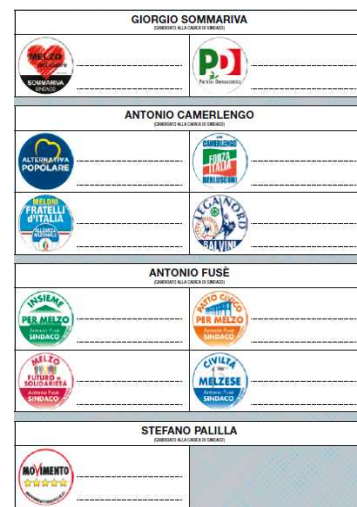 GIORGIO SOMMARIVA
(CANDIDATO ALLA CARICA DI SINDACO)
MELZO
SOMMARIVA
SINDACO
PD
Partito Democratico
ANTONIO CAMERLENGO
(CANDIDATO ALLA CARICA DI SINDACO)
ALTERNATIVA
POPOLARE
CAMERLENGO
FORZA
ITALIA
BERLUSCONI
MELONI
FRATELLI
d'ITALIA
LEGA NORD
SALVINI
ANTONIO FUSÈ
(CANDIDATO ALLA CARICA DI SINDACO)
INSIEME
PER MELZO
Antonio Fusè
SINDACO
PATTO CIVICO
PER MELZO
Antonio Fusè
SINDACO
MELZO
FUTURO e
SOLIDARIETÀ
Antonio Fusè
SINDACO
CIVILTÀ
MELZESE
Antonio Fusè
SINDACO
STEFANO PALILLA
(CANDIDATO ALLA CARICA DI SINDACO)
MOVIMENTO